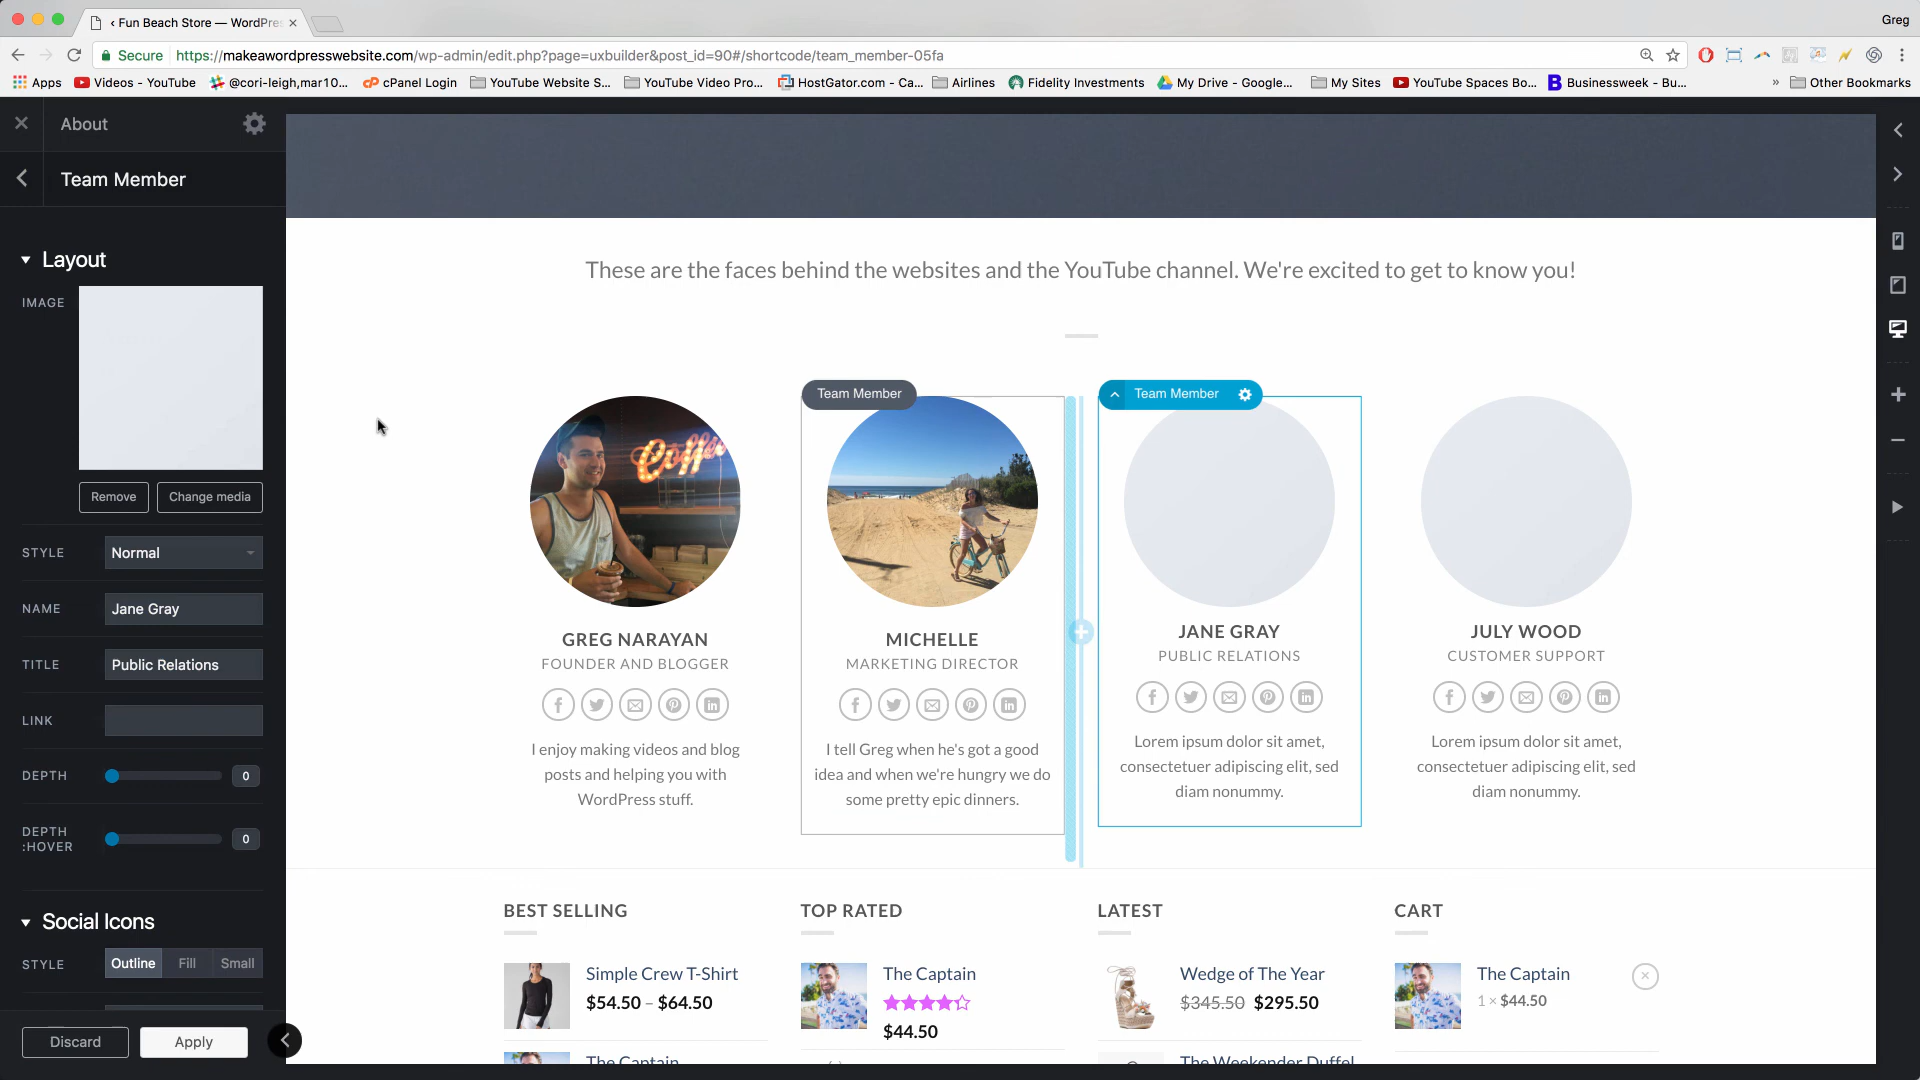 ‹ Fun Beach Store — WordPre
Greg
Secure https://makeawordpresswebsite.com/wp-admin/edit.php?page=uxbuilder&post_id=90#/shortcode/team_member-05fa
Apps Videos - YouTube @cori-leigh,mar10... cPanel Login YouTube Website S... YouTube Video Pro... HostGator.com - Ca... Airlines Fidelity Investments My Drive - Google... My Sites YouTube Spaces Bo... Businessweek - Bu... » Other Bookmarks
About
Team Member
Layout
IMAGE
Remove Change media
STYLE Normal
NAME Jane Gray
TITLE Public Relations
LINK
DEPTH 0
DEPTH :HOVER 0
Social Icons
STYLE Outline Fill Small
Discard Apply
These are the faces behind the websites and the YouTube channel. We're excited to get to know you!
Team Member
Team Member
Coffee
GREG NARAYAN
FOUNDER AND BLOGGER
I enjoy making videos and blog
posts and helping you with
WordPress stuff.
MICHELLE
MARKETING DIRECTOR
I tell Greg when he's got a good
idea and when we're hungry we do
some pretty epic dinners.
JANE GRAY
PUBLIC RELATIONS
Lorem ipsum dolor sit amet,
consectetuer adipiscing elit, sed
diam nonummy.
JULY WOOD
CUSTOMER SUPPORT
Lorem ipsum dolor sit amet,
consectetuer adipiscing elit, sed
diam nonummy.
BEST SELLING
Simple Crew T-Shirt
$54.50 – $64.50
The Captain
TOP RATED
The Captain
$44.50
LATEST
Wedge of The Year
$345.50 $295.50
The Weekender Duffel
CART
The Captain
1 × $44.50